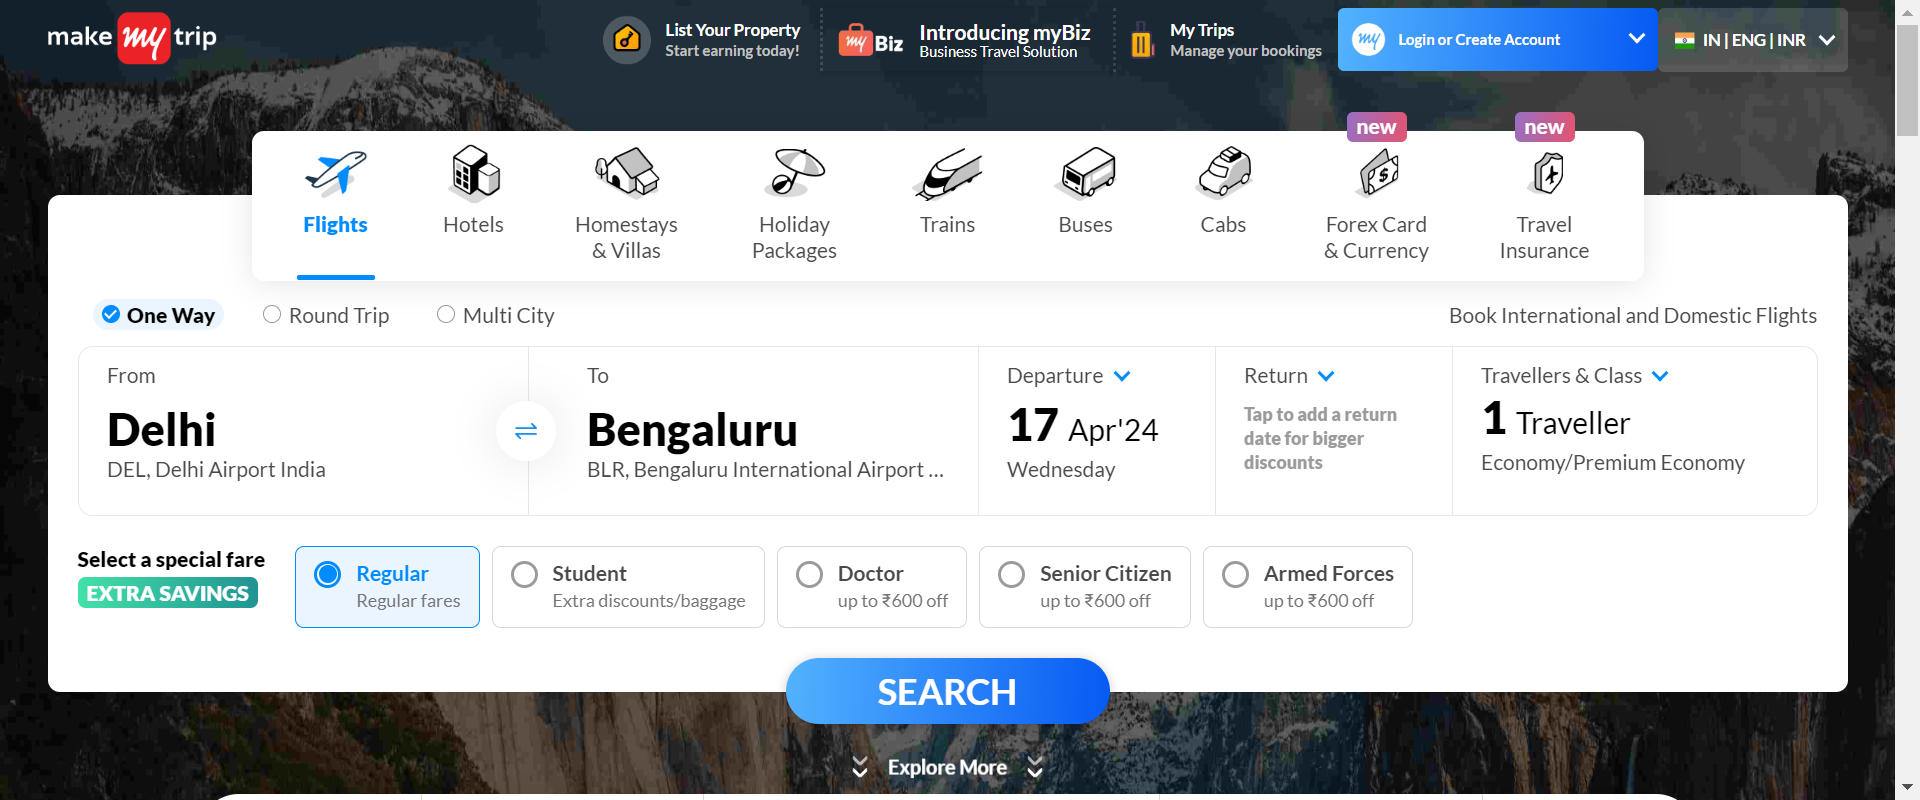 make my trip
List Your Property
Start earning today!
my Biz
Introducing myBiz
Business Travel Solution
My Trips
Manage your bookings
my
Login or Create Account
IN | ENG | INR
new
new
Flights
Hotels
Homestays
& Villas
Holiday
Packages
Trains
Buses
Cabs
Forex Card
& Currency
Travel
Insurance
One Way
Round Trip
Multi City
Book International and Domestic Flights
From
Delhi
DEL, Delhi Airport India
To
Bengaluru
BLR, Bengaluru International Airport ...
Departure
17 Apr'24
Wednesday
Return
Tap to add a return
date for bigger
discounts
Travellers & Class
1 Traveller
Economy/Premium Economy
Select a special fare
EXTRA SAVINGS
Regular
Regular fares
Student
Extra discounts/baggage
Doctor
up to ₹600 off
Senior Citizen
up to ₹600 off
Armed Forces
up to ₹600 off
SEARCH
Explore More